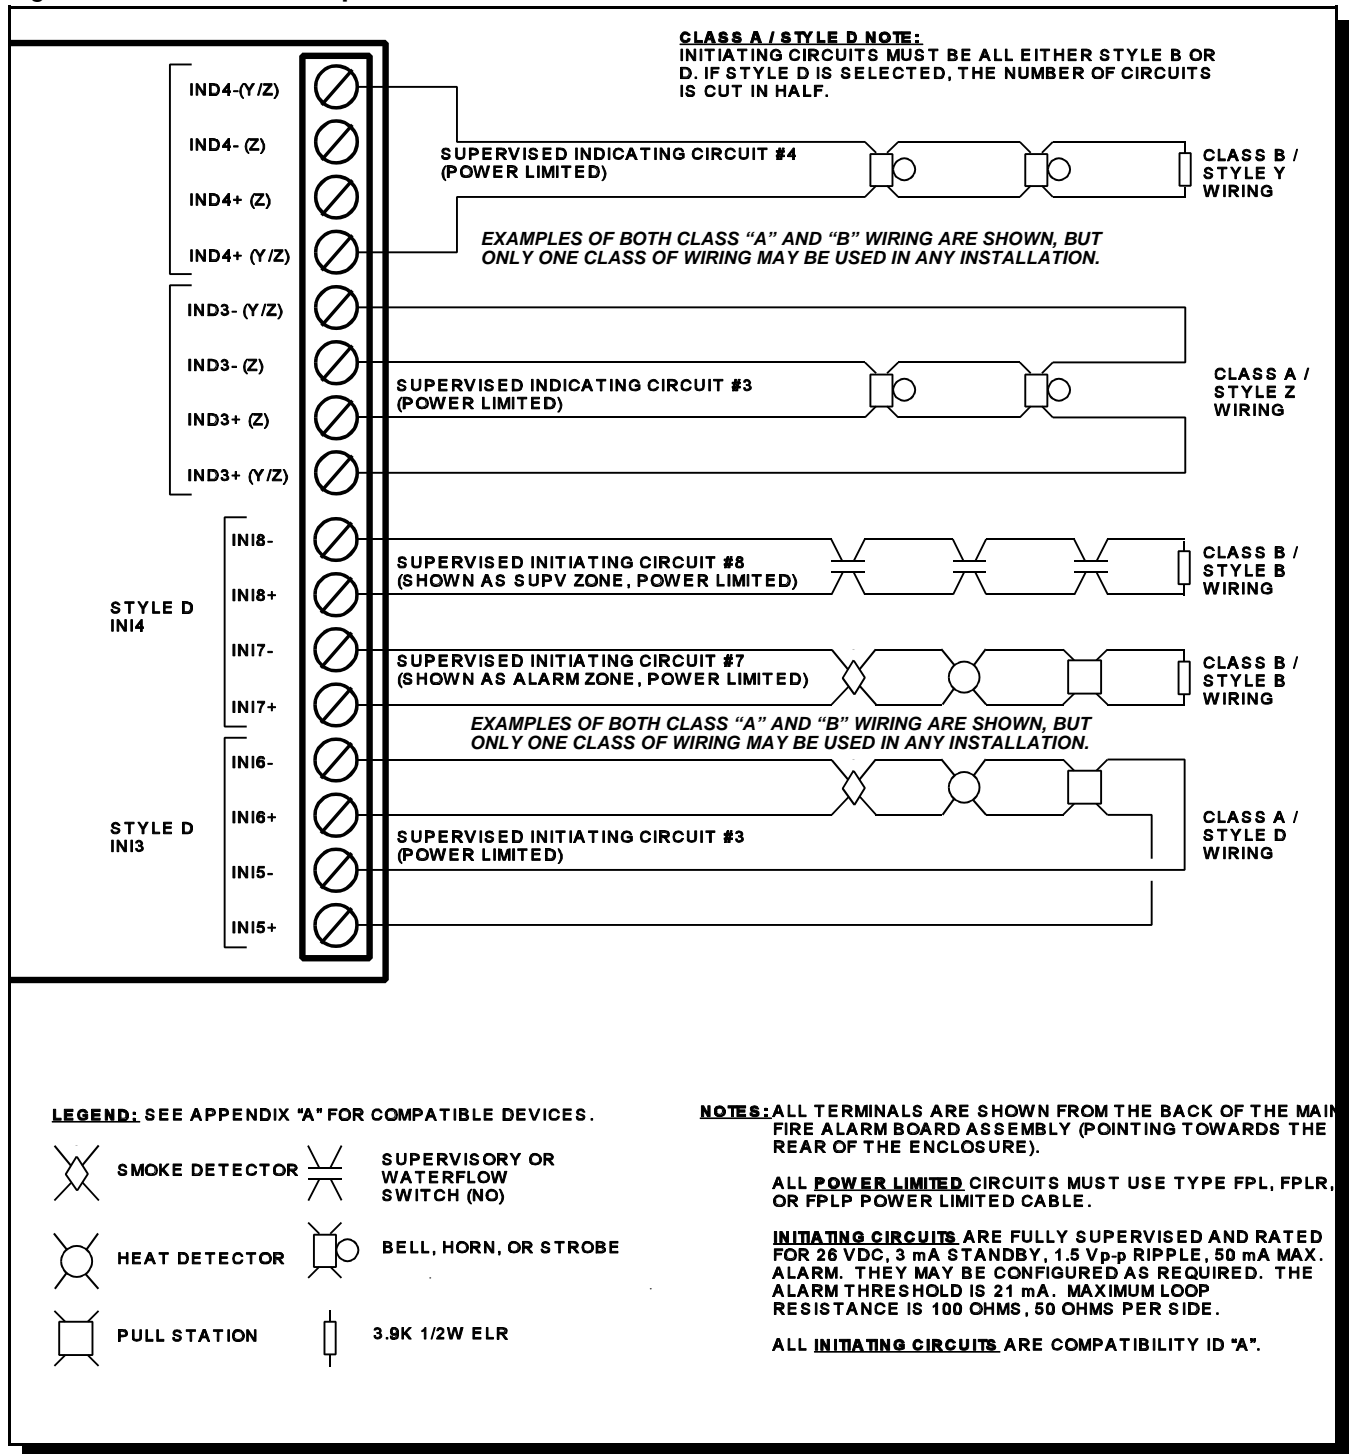 CLASS A / STYLE D NOTE:
INITIATING CIRCUITS MUST BE ALL EITHER STYLE B OR
D. IF STYLE D IS SELECTED, THE NUMBER OF CIRCUITS
IS CUT IN HALF.
IND4-(Y/Z)
IND4- (Z)
IND4+ (Z)
IND4+ (Y/Z)
SUPERVISED INDICATING CIRCUIT #4
(POWER LIMITED)
CLASS B /
STYLE Y
WIRING
EXAMPLES OF BOTH CLASS “A” AND “B” WIRING ARE SHOWN, BUT
ONLY ONE CLASS OF WIRING MAY BE USED IN ANY INSTALLATION.
IND3- (Y/Z)
IND3- (Z)
IND3+ (Z)
IND3+ (Y/Z)
SUPERVISED INDICATING CIRCUIT #3
(POWER LIMITED)
CLASS A /
STYLE Z
WIRING
STYLE D
INI4
INI8-
INI8+
INI7-
INI7+
SUPERVISED INITIATING CIRCUIT #8
(SHOWN AS SUPV ZONE, POWER LIMITED)
CLASS B /
STYLE B
WIRING
SUPERVISED INITIATING CIRCUIT #7
(SHOWN AS ALARM ZONE, POWER LIMITED)
CLASS B /
STYLE B
WIRING
EXAMPLES OF BOTH CLASS “A” AND “B” WIRING ARE SHOWN, BUT
ONLY ONE CLASS OF WIRING MAY BE USED IN ANY INSTALLATION.
STYLE D
INI3
INI6-
INI6+
INI5-
INI5+
SUPERVISED INITIATING CIRCUIT #3
(POWER LIMITED)
CLASS A /
STYLE D
WIRING
LEGEND: SEE APPENDIX "A" FOR COMPATIBLE DEVICES.
SMOKE DETECTOR
SUPERVISORY OR
WATERFLOW
SWITCH (NO)
HEAT DETECTOR
BELL, HORN, OR STROBE
PULL STATION
3.9K 1/2W ELR
NOTES: ALL TERMINALS ARE SHOWN FROM THE BACK OF THE MAIN
FIRE ALARM BOARD ASSEMBLY (POINTING TOWARDS THE
REAR OF THE ENCLOSURE).
ALL POWER LIMITED CIRCUITS MUST USE TYPE FPL, FPLR,
OR FPLP POWER LIMITED CABLE.
INITIATING CIRCUITS ARE FULLY SUPERVISED AND RATED
FOR 26 VDC, 3 mA STANDBY, 1.5 Vp-p RIPPLE, 50 mA MAX.
ALARM. THEY MAY BE CONFIGURED AS REQUIRED. THE
ALARM THRESHOLD IS 21 mA. MAXIMUM LOOP
RESISTANCE IS 100 OHMS, 50 OHMS PER SIDE.
ALL INITIATING CIRCUITS ARE COMPATIBILITY ID "A".